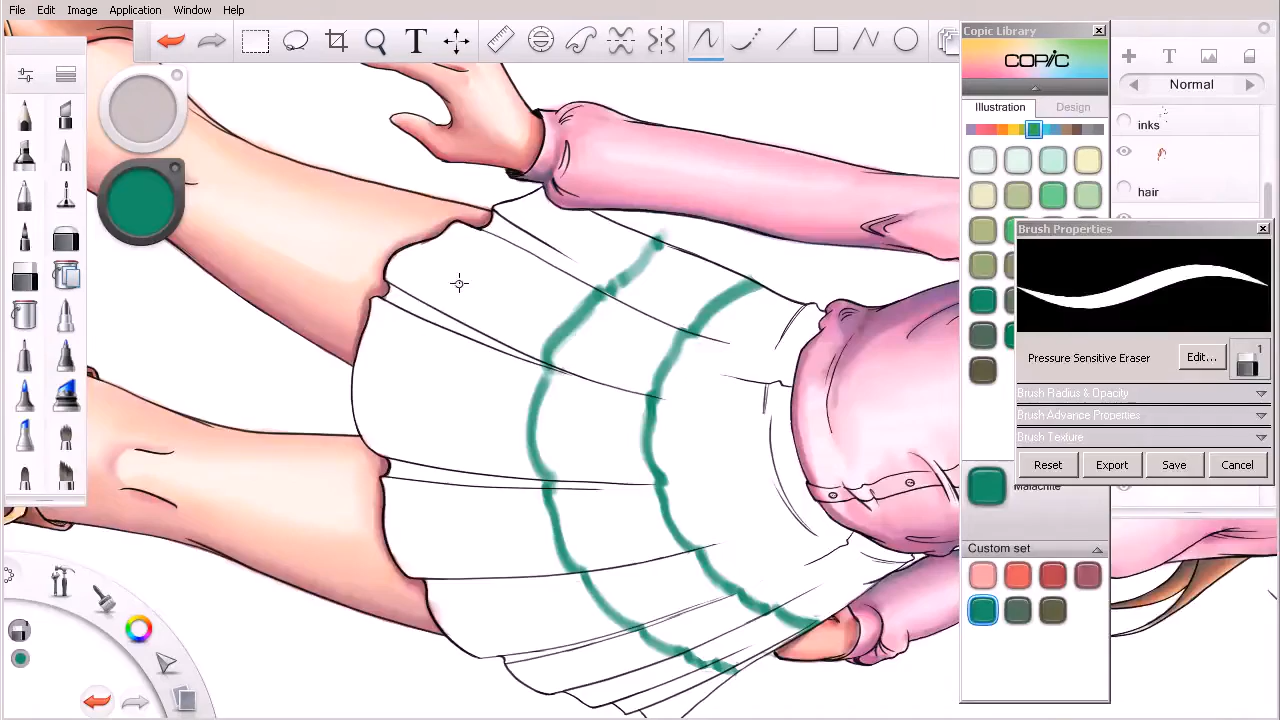 File Edit Image Application Window Help
Copic Library
COPIC
Illustration Design
Normal
inks
hair
Brush Properties
Pressure Sensitive Eraser
Edit...
1
Brush Radius & Opacity
Brush Advance Properties
Brush Texture
Reset Export Save Cancel
Malachite
Custom set
T
T